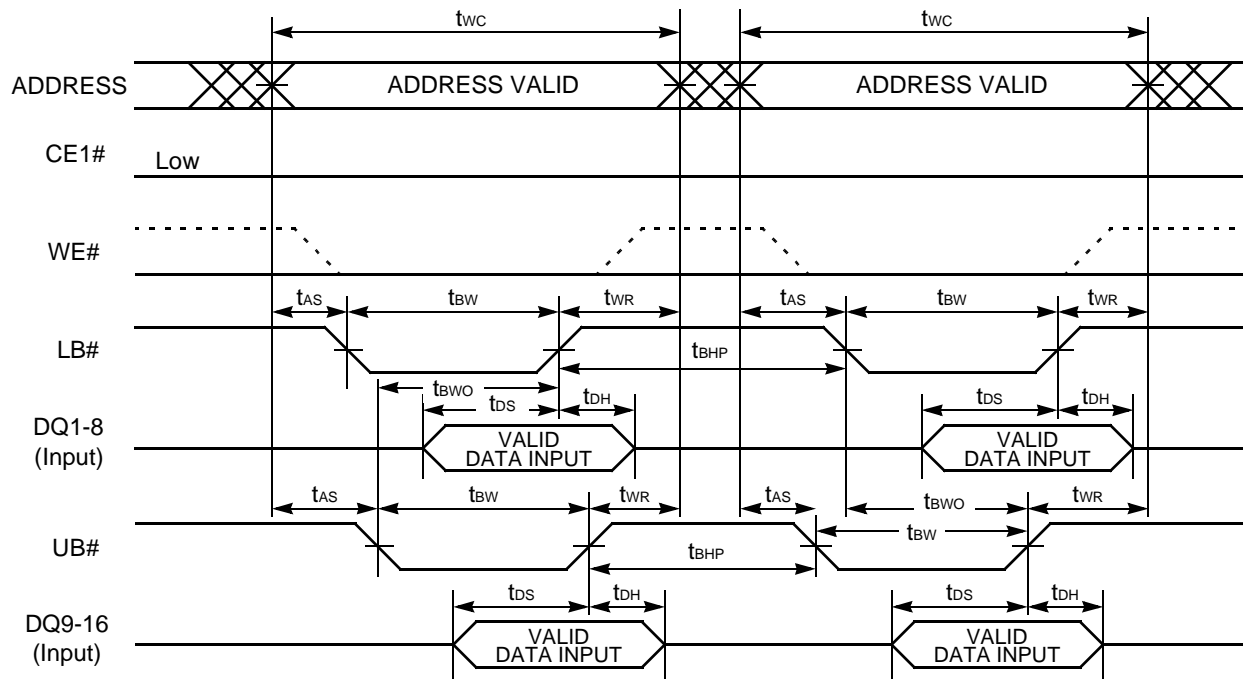 tWC tWC
ADDRESS ADDRESS VALID ADDRESS VALID
CE1# Low
WE#
tAS tBW tWR tAS tBW tWR
LB#
tBHP
tBWO
tDS tDH tDS tDH
DQ1-8
(Input)
VALID
DATA INPUT
VALID
DATA INPUT
tAS tBW tWR tAS tBWO tWR
tBW
UB#
tBHP
tDS tDH tDS tDH
DQ9-16
(Input)
VALID
DATA INPUT
VALID
DATA INPUT